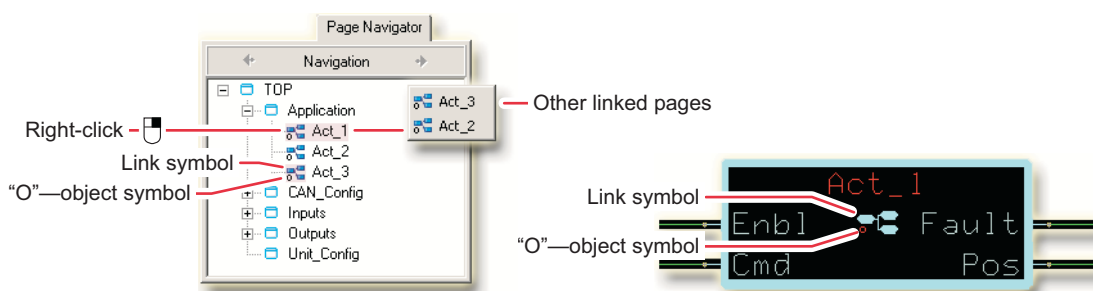 Page Navigator
Navigation
TOP
Application
Act_1
Act_2
Act_3
CAN_Config
Inputs
Outputs
Unit_Config
Act_3
Act_2
Other linked pages
Right-click
Link symbol
“O”—object symbol
Link symbol
“O”—object symbol
Act_1
Enbl
Fault
Cmd
Pos